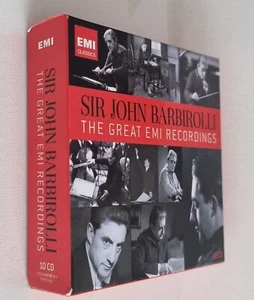 EMI
SIR JOHN BARBIROLLI
THE GREAT EMI RECORDINGS
10 CD
EMI
CLASSICS
SIR JOHN BARBIROLLI
THE GREAT EMI RECORDINGS